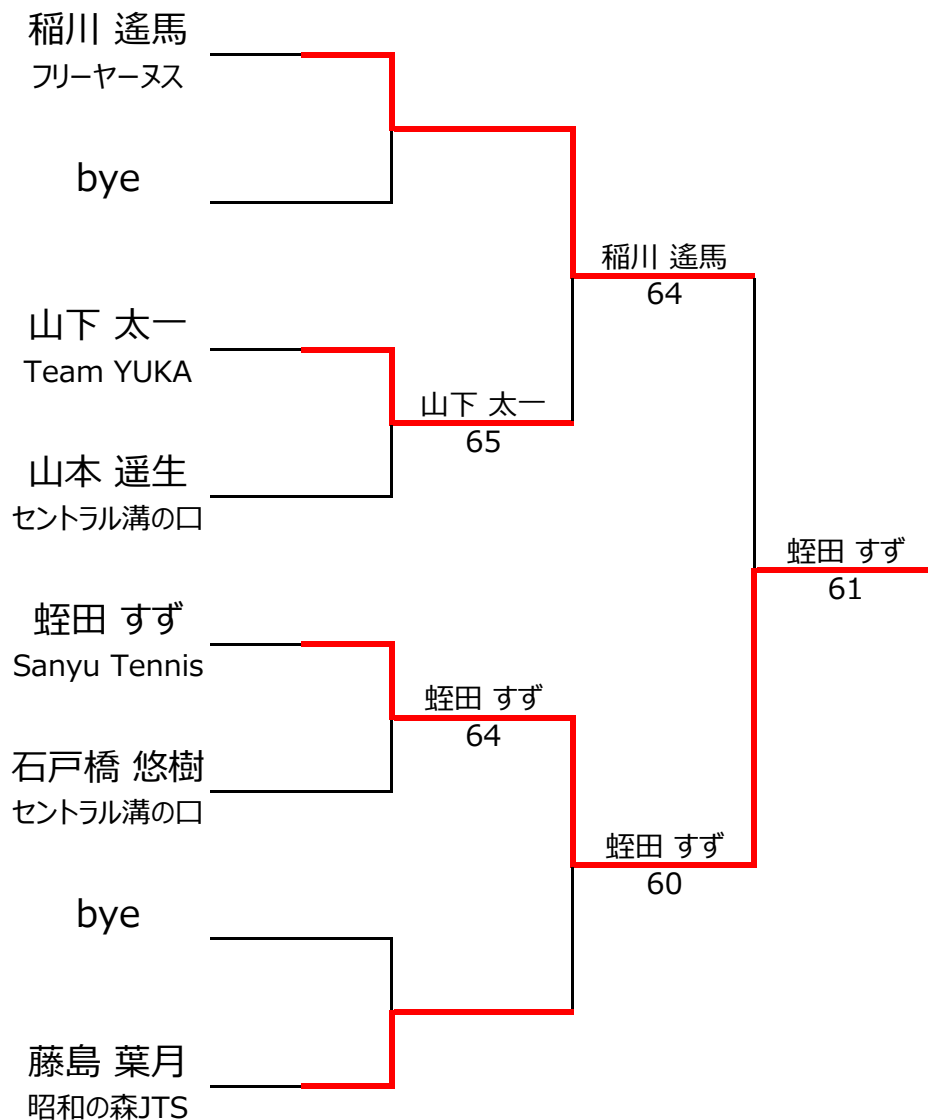 稲川 遙馬
フリーヤーヌス
bye
稲川 遙馬
64
山下 太一
Team YUKA
山下 太一
65
山本 遥生
セントラル溝の口
蛭田 すず
61
蛭田 すず
Sanyu Tennis
蛭田 すず
64
石戸橋 悠樹
セントラル溝の口
蛭田 すず
60
bye
藤島 葉月
昭和の森JTS